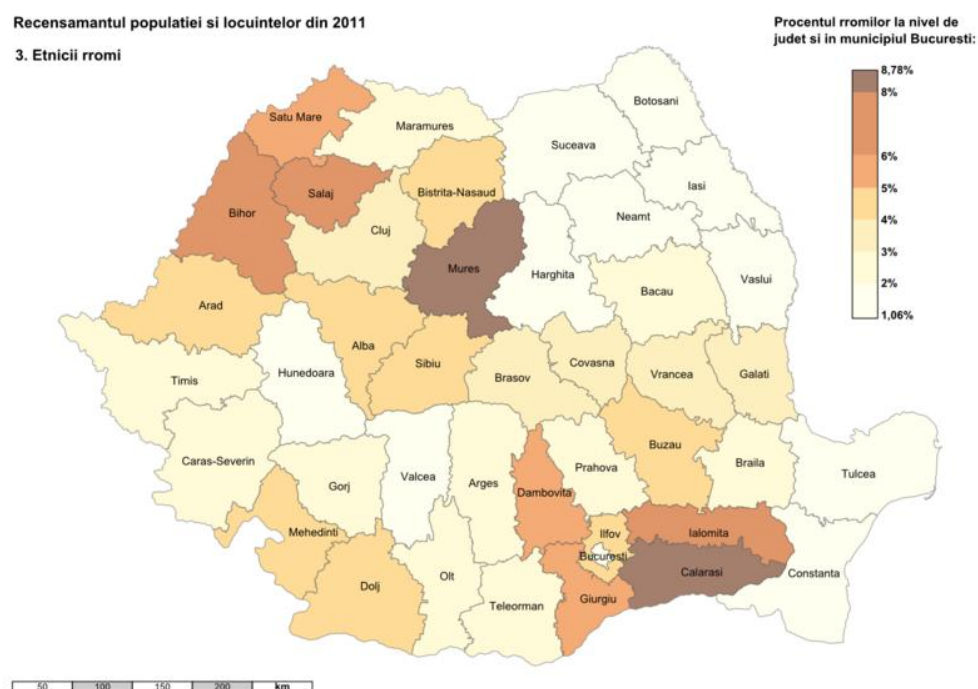 Recensamantul populatiei si locuintelor din 2011
3. Etnicii rromi
Procentul rromilor la nivel de
judet si in municipiul Bucuresti:
8,78%
8%
6%
5%
4%
3%
2%
1,06%
Botosani
Satu Mare
Maramures
Suceava
Iasi
Salaj
Bistrita-Nasaud
Bihor
Neamt
Cluj
Mures
Harghita
Vaslui
Bacau
Arad
Alba
Sibiu
Covasna
Hunedoara
Brasov
Vrancea
Galati
Timis
Buzau
Caras-Severin
Prahova
Braila
Valcea
Arges
Tulcea
Gorj
Dambovita
Mehedinti
Ilfov
Ialomita
Bucuresti
Calarasi
Constanta
Dolj
Olt
Giurgiu
Teleorman
50 100 150 200 km